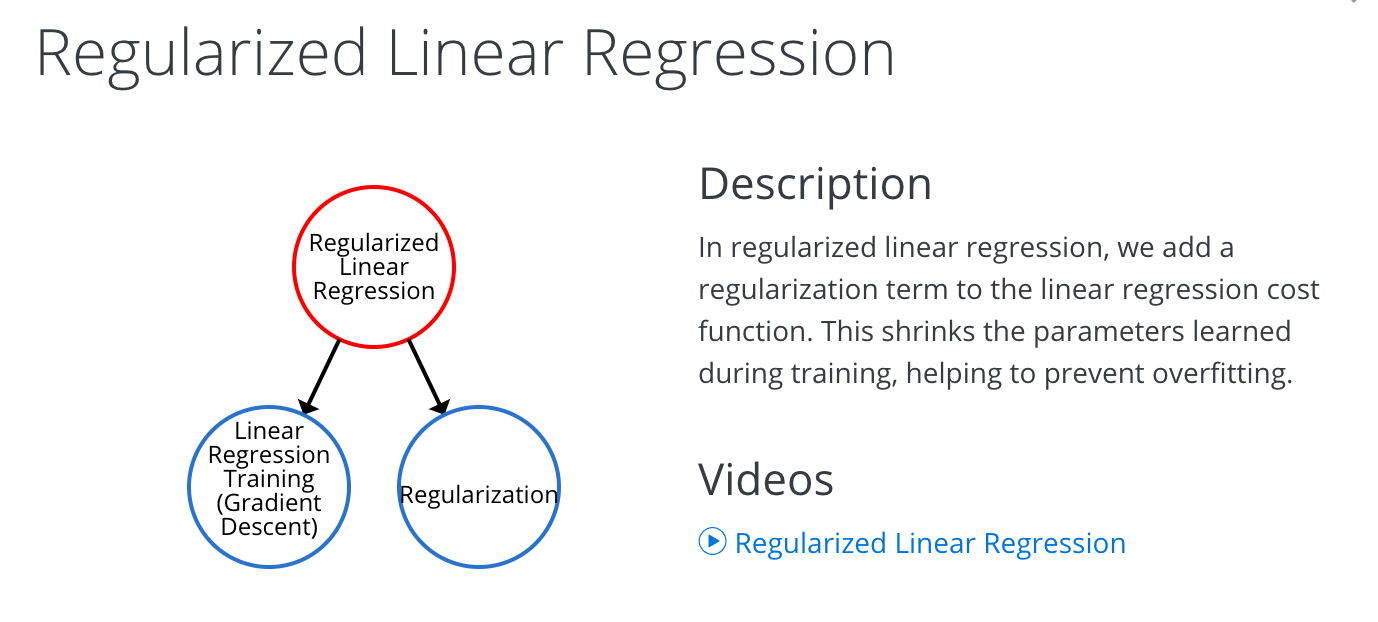 Regularized Linear Regression
Regularized
Linear
Regression
Linear
Regression
Training
(Gradient
Descent)
Regularization
Description
In regularized linear regression, we add a
regularization term to the linear regression cost
function. This shrinks the parameters learned
during training, helping to prevent overfitting.
Videos
Regularized Linear Regression